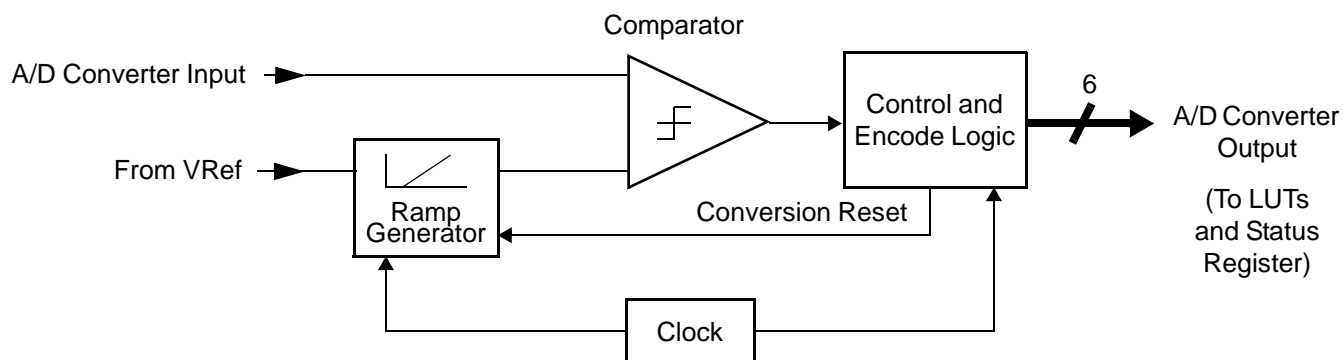 Comparator
A/D Converter Input
Control and
Encode Logic
6
A/D Converter
Output
(To LUTs
and Status
Register)
From VRef
Ramp
Generator
Conversion Reset
Clock